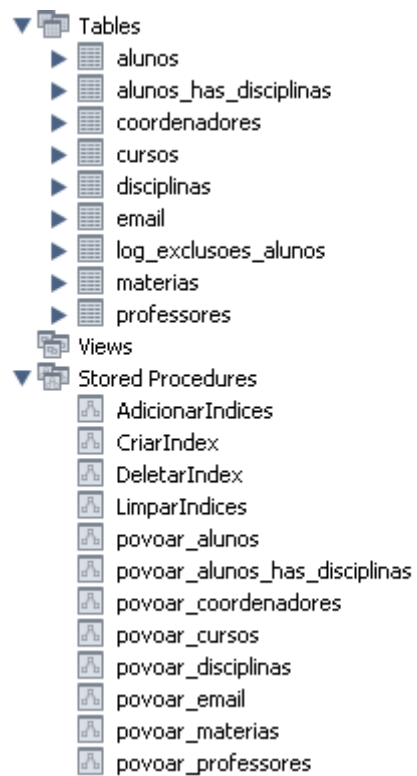 Tables
alunos
alunos_has_disciplinas
coordenadores
cursos
disciplinas
email
log_exclusoes_alunos
materias
professores
Views
Stored Procedures
AdicionarIndices
CriarIndex
DeletarIndex
LimparIndices
povoar_alunos
povoar_alunos_has_disciplinas
povoar_coordenadores
povoar_cursos
povoar_disciplinas
povoar_email
povoar_materias
povoar_professores